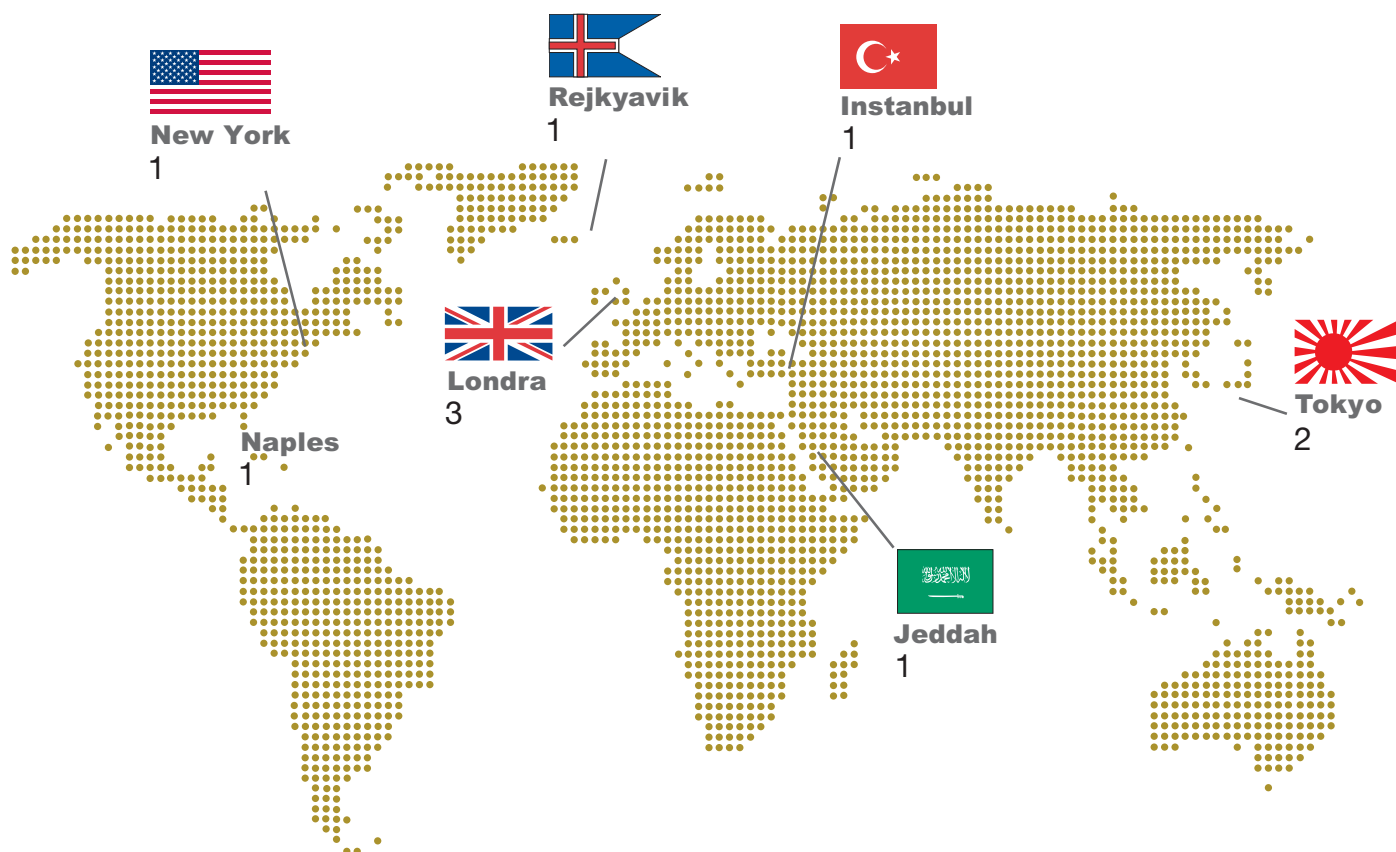 New York
1
Rejkyavik
1
Instanbul
1
Londra
3
Tokyo
2
Naples
1
Jeddah
1